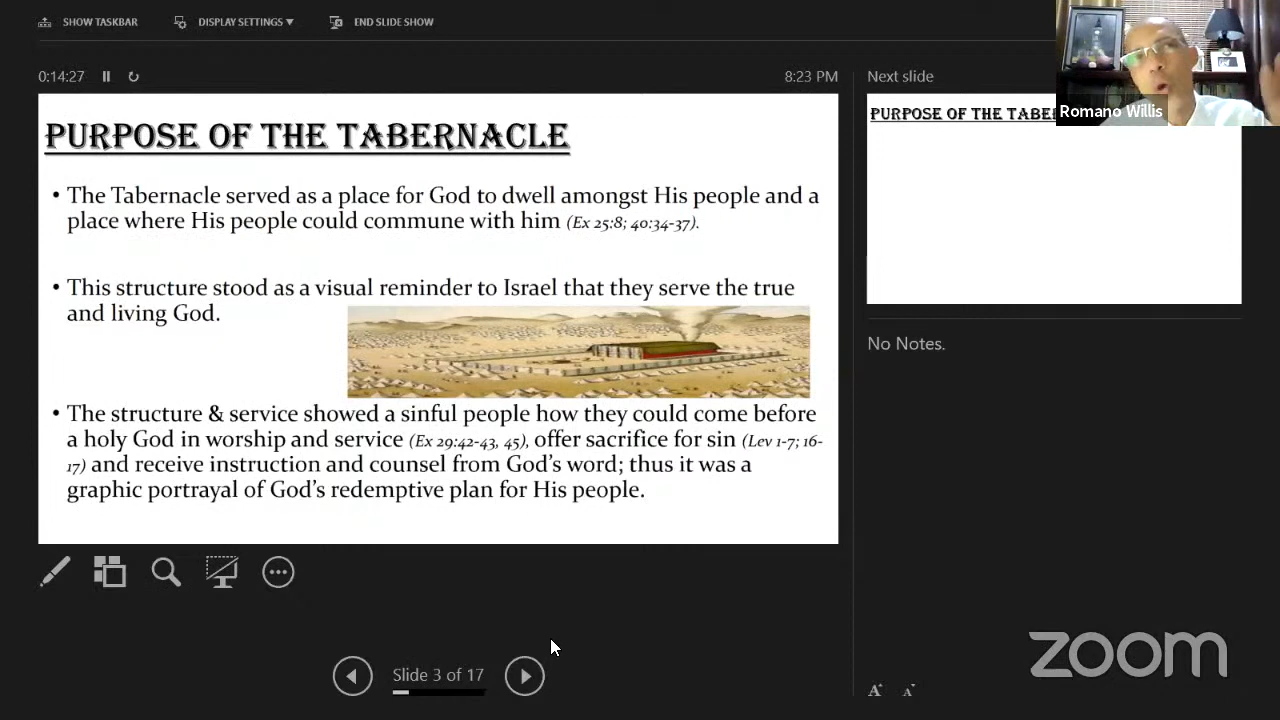 SHOW TASKBAR
DISPLAY SETTINGS ▼
END SLIDE SHOW
0:14:27
8:23 PM
PURPOSE OF THE TABERNACLE
• The Tabernacle served as a place for God to dwell amongst His people and a
place where His people could commune with him (Ex 25:8; 40:34-37).
• This structure stood as a visual reminder to Israel that they serve the true
and living God.
• The structure & service showed a sinful people how they could come before
a holy God in worship and service (Ex 29:42-43, 45), offer sacrifice for sin (Lev 1-7; 16-
17) and receive instruction and counsel from God's word; thus it was a
graphic portrayal of God's redemptive plan for His people.
Slide 3 of 17
Next slide
PURPOSE OF THE
Romano Willis
No Notes.
A A
zoom